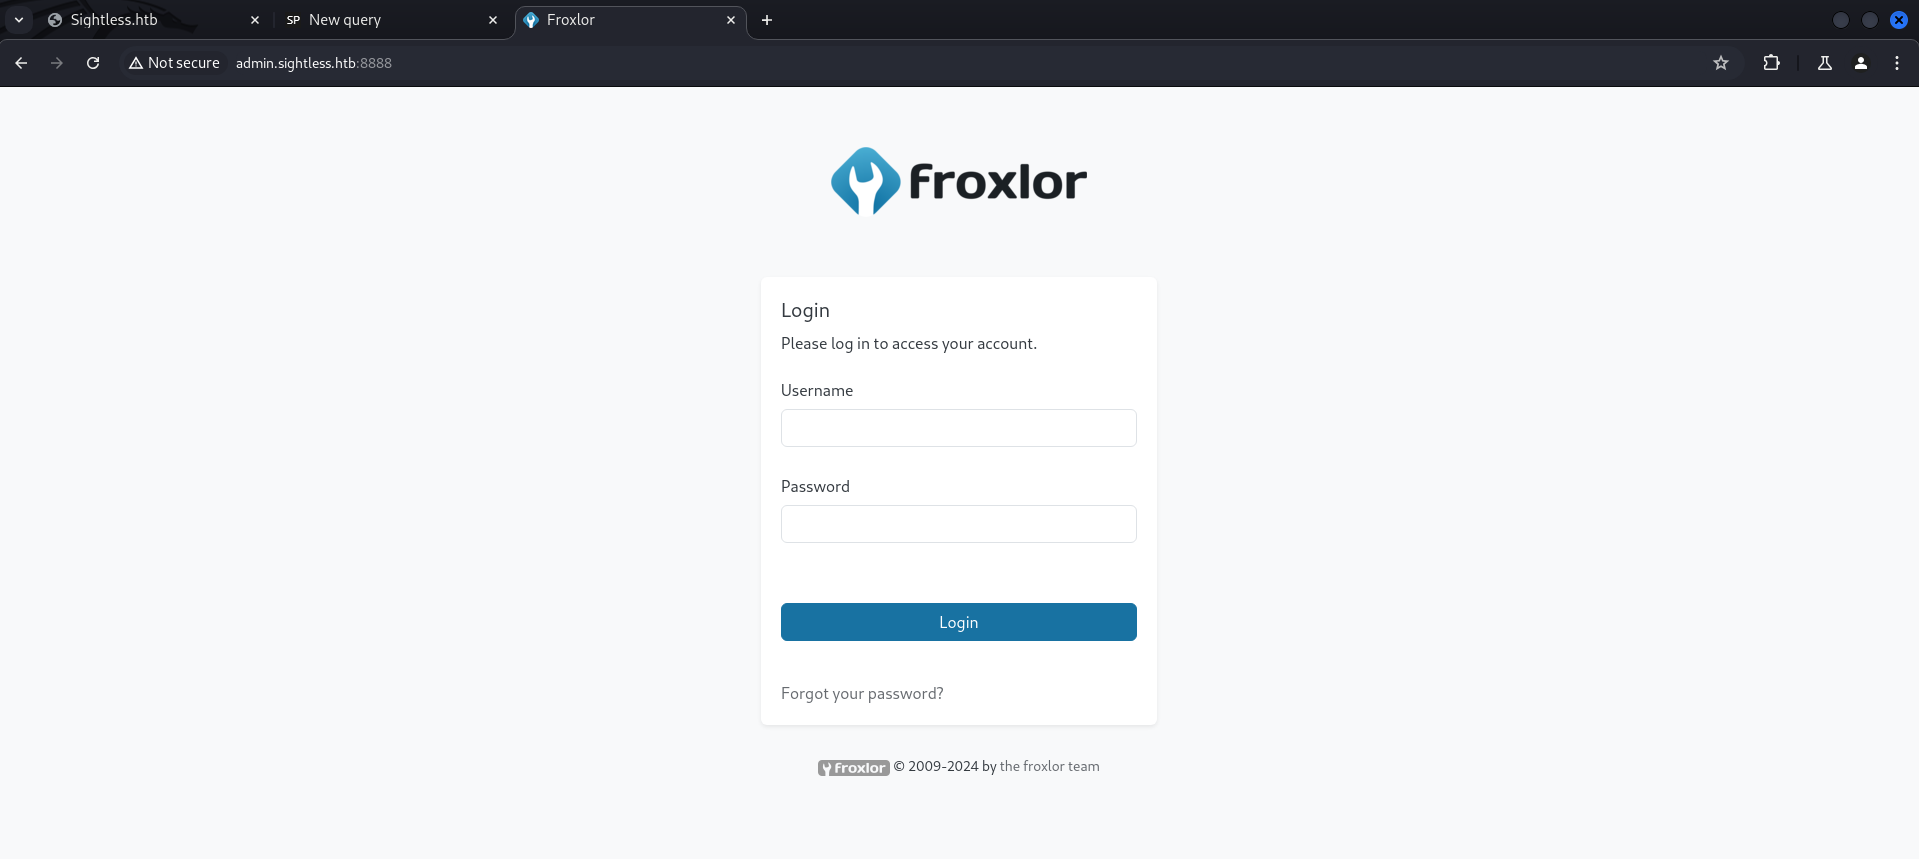 Sightless.htb
SP New query
Froxlor
Not secure admin.sightless.htb:8888
froxlor
Login
Please log in to access your account.
Username
Password
Login
Forgot your password?
froxlor © 2009-2024 by the froxlor team